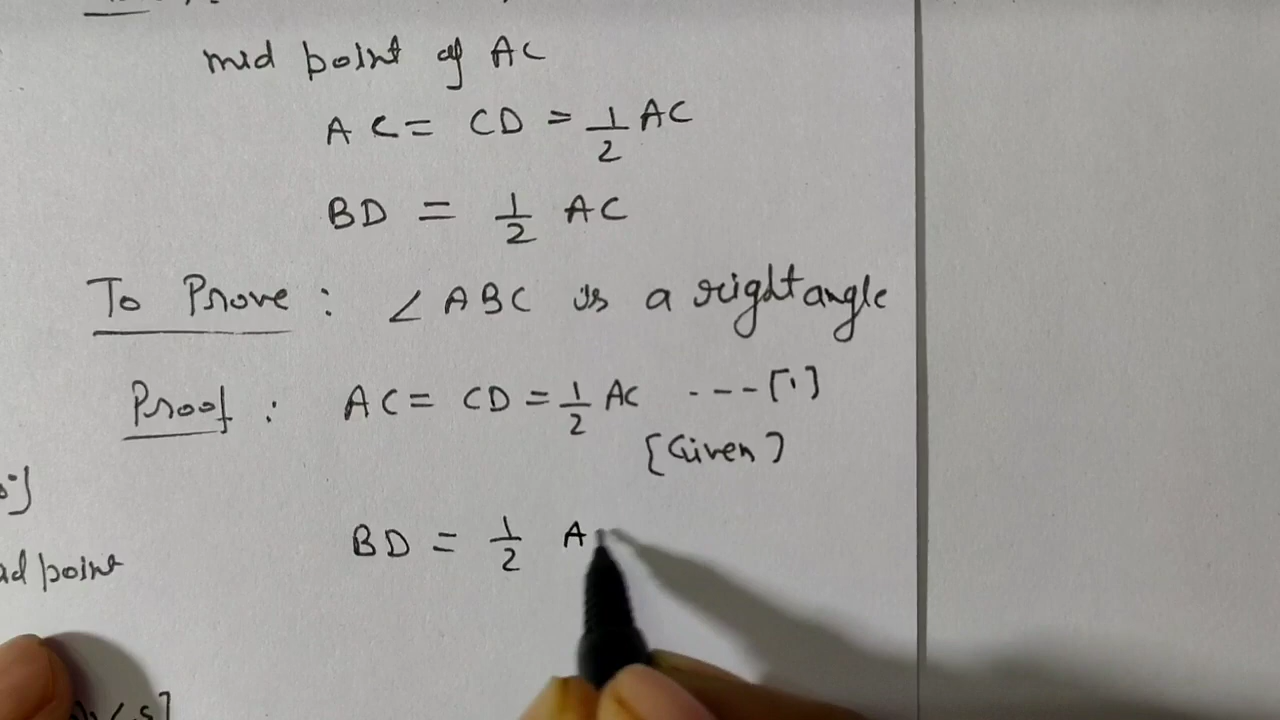 mid point of AC
AC = CD = 1/2 AC
BD = 1/2 AC
To Prove : ∠ABC is a right angle
Proof : AC = CD = 1/2 AC ---[1]
[Given]
BD = 1/2 A
point